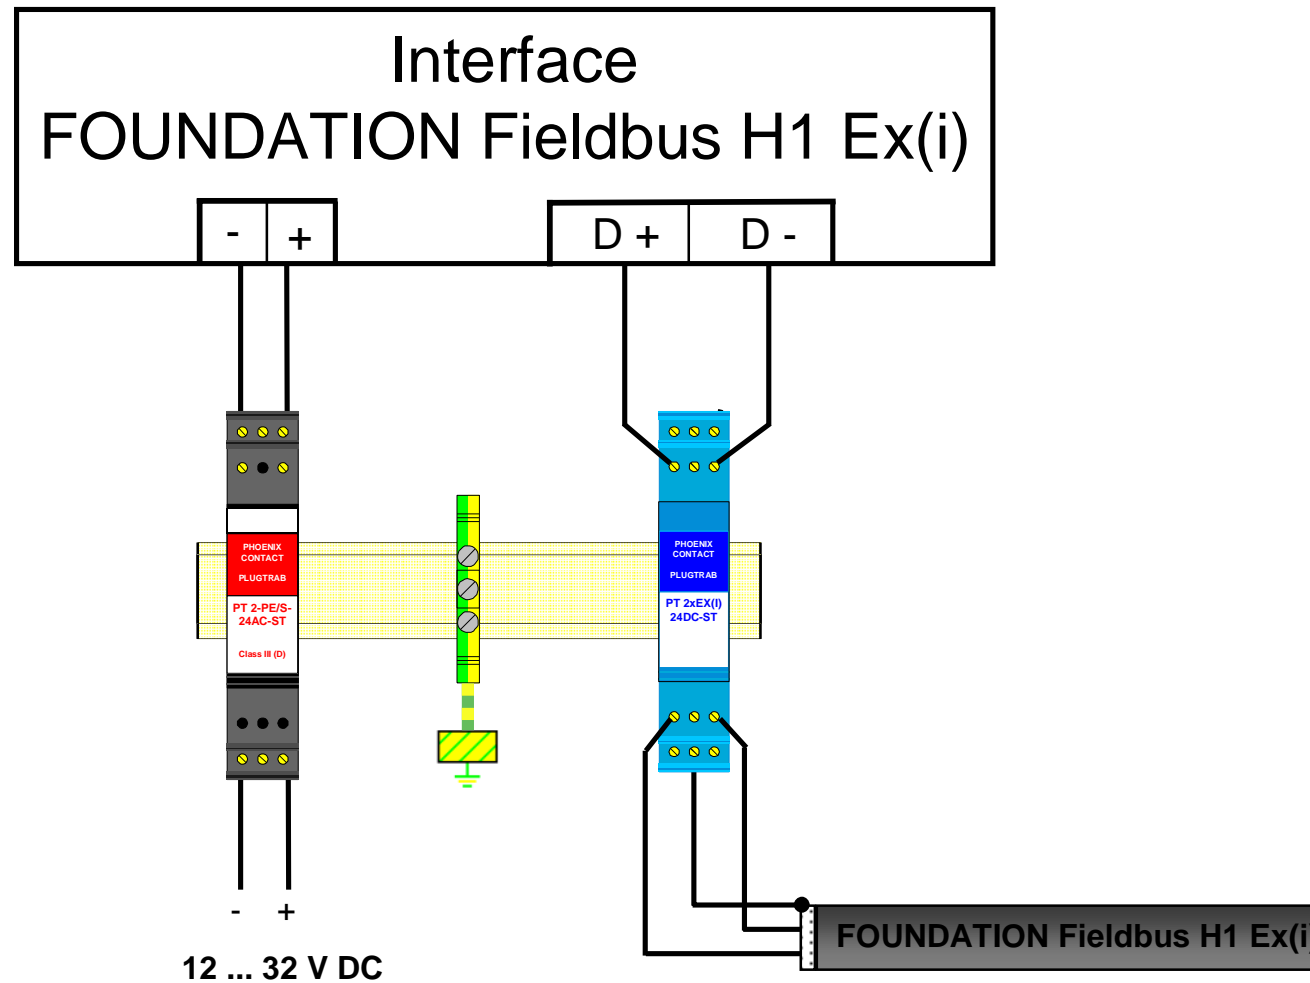 Interface
FOUNDATION Fieldbus H1 Ex(i)
- + D + D -
PHOENIX
CONTACT
PLUGTRAB
PT 2-PE/S-
24AC-ST
Class III (D)
PHOENIX
CONTACT
PLUGTRAB
PT 2xEX(I)
24DC-ST
- +
12 ... 32 V DC
FOUNDATION Fieldbus H1 Ex(i)